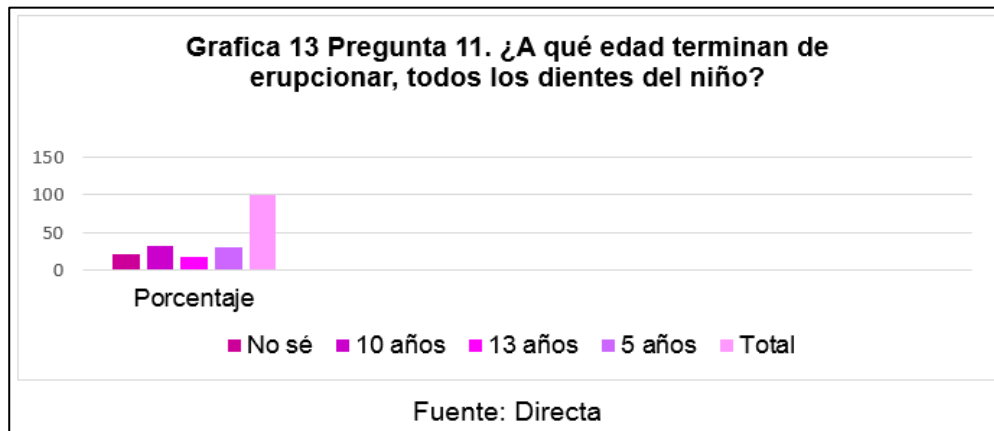 Grafica 13 Pregunta 11. ¿A qué edad terminan de
erupcionar, todos los dientes del niño?
150
100
50
0
Porcentaje
No sé 10 años 13 años 5 años Total
Fuente: Directa